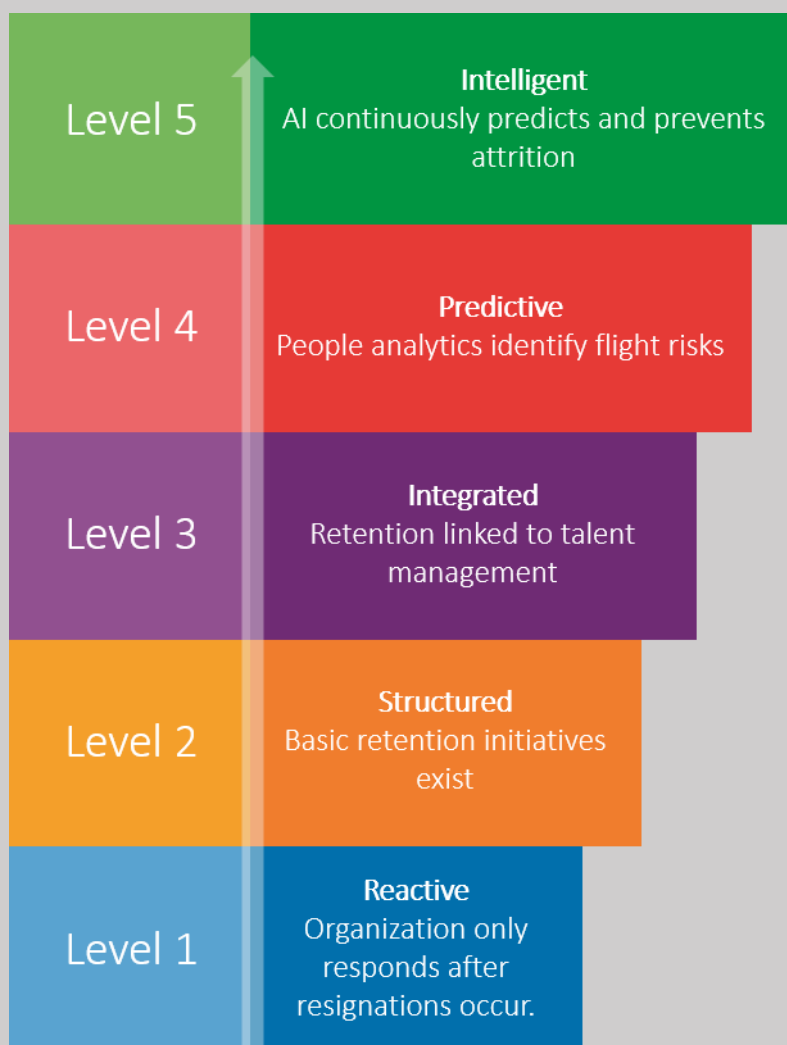 Level 5
Intelligent
AI continuously predicts and prevents
attrition
Level 4
Predictive
People analytics identify flight risks
Level 3
Integrated
Retention linked to talent
management
Level 2
Structured
Basic retention initiatives
exist
Level 1
Reactive
Organization only
responds after
resignations occur.